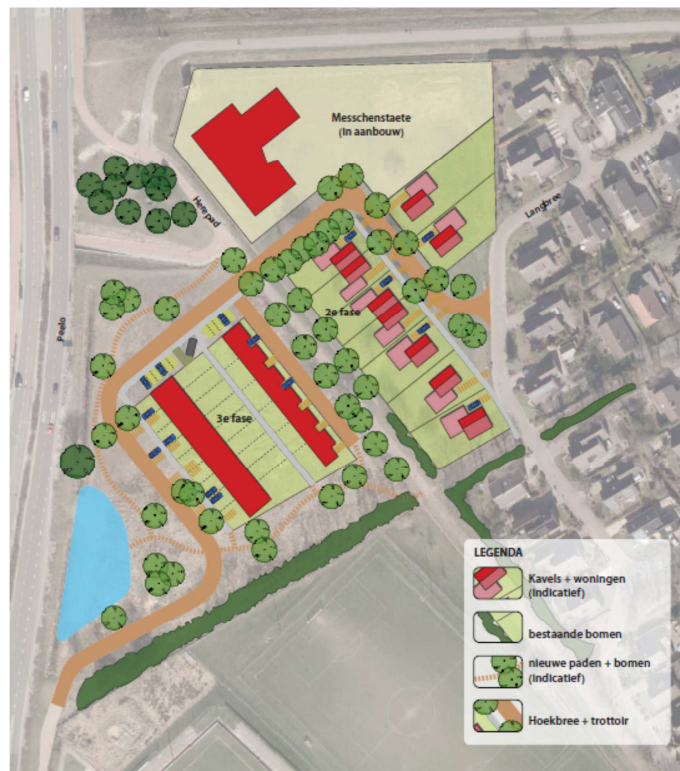 Messchenstaete
(in aanbouw)
Herepad
Langbree
Peelo
2e fase
3e fase
LEGENDA
Kavels + woningen
(indicatief)
bestaande bomen
nieuwe paden + bomen
(indicatief)
Hoekbree + trottoir